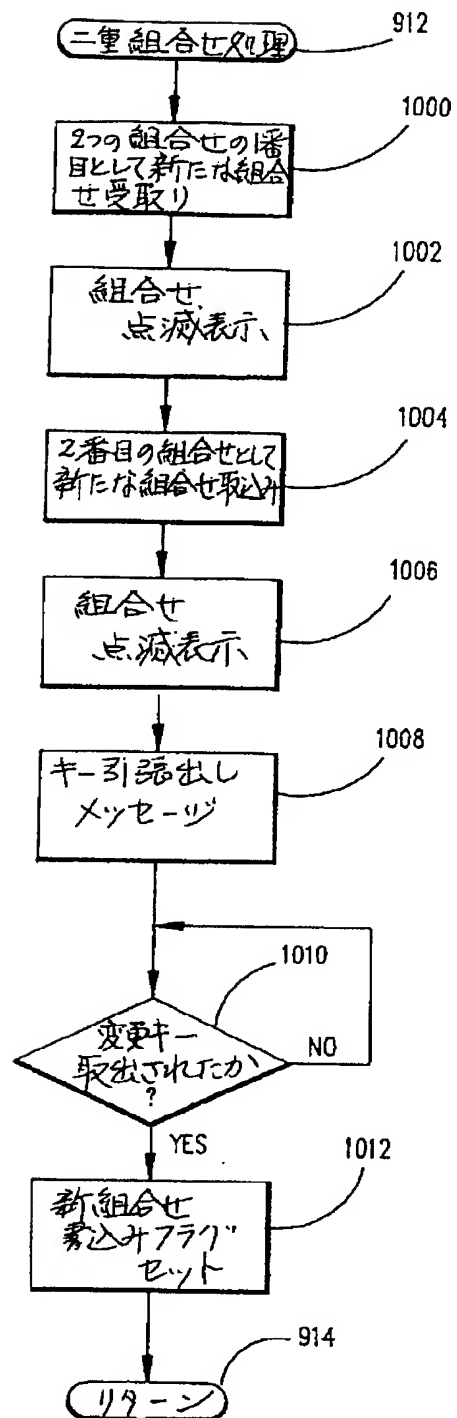 二重組合せ処理
912
2つの組合せの1番
目として新たな組合
せ受取り
1000
組合せ
点滅表示
1002
2番目の組合せとして
新たな組合せ取込み
1004
組合せ
点滅表示
1006
キー引張出し
メッセージ
1008
変更キー
取出されたか
?
1010
NO
YES
新組合せ
書込みフラグ
セット
1012
リターン
914